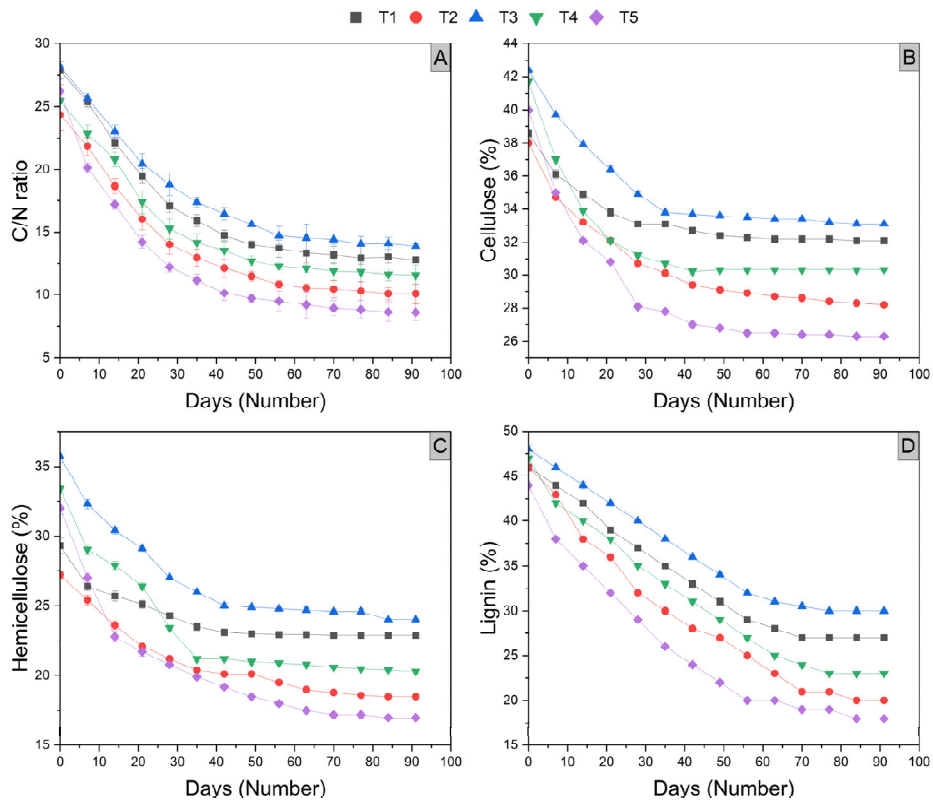 T1 T2 T3 T4 T5
A
30
25
20
15
10
5
C/N ratio
0 10 20 30 40 50 60 70 80 90 100
Days (Number)
B
44
42
40
38
36
34
32
30
28
26
Cellulose (%)
0 10 20 30 40 50 60 70 80 90 100
Days (Number)
C
35
30
25
20
15
Hemicellulose (%)
0 10 20 30 40 50 60 70 80 90 100
Days (Number)
D
50
45
40
35
30
25
20
15
Lignin (%)
0 10 20 30 40 50 60 70 80 90 100
Days (Number)